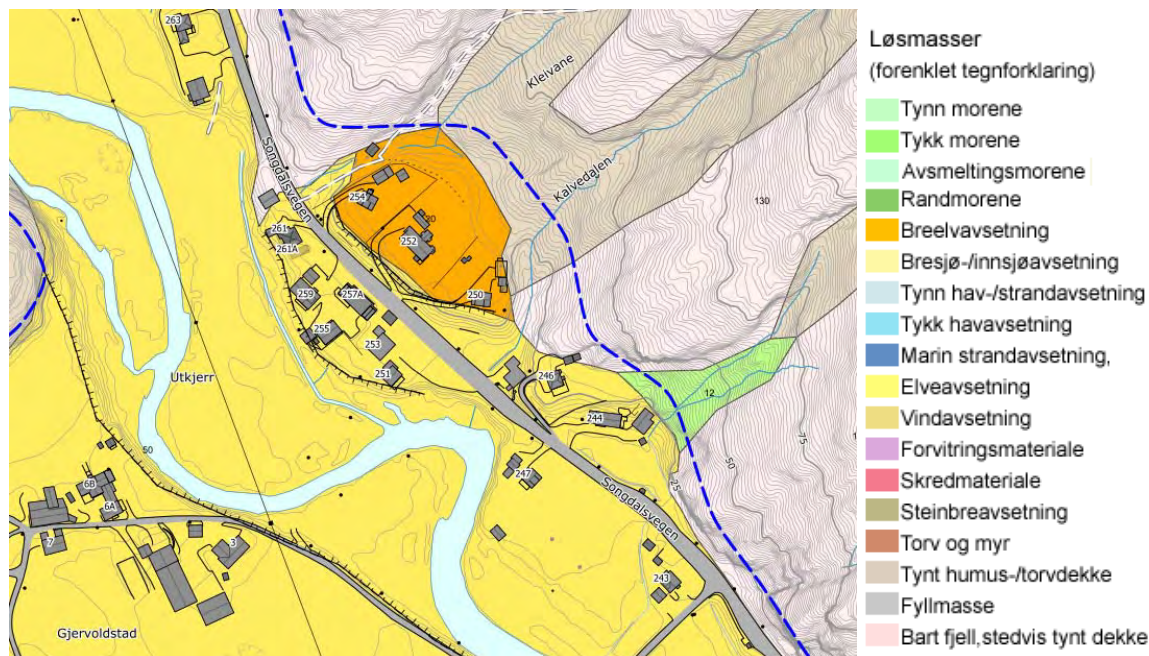 263
Kleivane
Songdalsvegen
Kalvedalen
254
20
252
261
261A
130
259
257A
250
255
253
251
246
Utkjerr
12
244
75
50
50
247
25
6B
6A
Songdalsvegen
7
3
243
Gjervoldstad
Løsmasser
(forenklet tegnforklaring)
Tynn morene
Tykk morene
Avsmeltingsmorene
Randmorene
Breelvavsetning
Bresjø-/innsjøavsetning
Tynn hav-/strandavsetning
Tykk havavsetning
Marin strandavsetning,
Elveavsetning
Vindavsetning
Forvitringsmateriale
Skredmateriale
Steinbreavsetning
Torv og myr
Tynt humus-/torvdekke
Fyllmasse
Bart fjell,stedvis tynt dekke